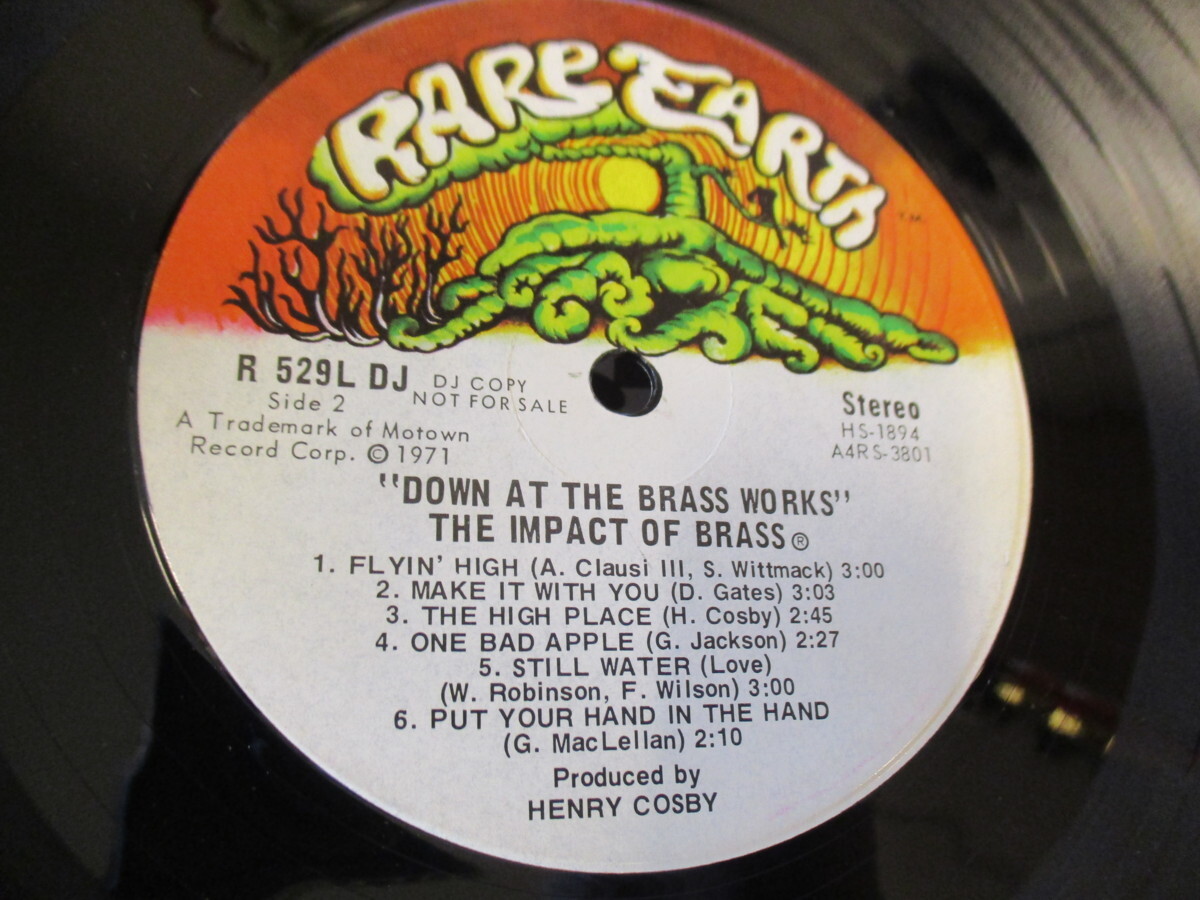 RARE EARTH
T.M.
R 529L DJ
DJ COPY
NOT FOR SALE
Side 2
A Trademark of Motown
Record Corp. © 1971
Stereo
HS-1894
A4RS-3801
"DOWN AT THE BRASS WORKS"
THE IMPACT OF BRASS®
1. FLYIN' HIGH (A. Clausi III, S. Wittmack) 3:00
2. MAKE IT WITH YOU (D. Gates) 3:03
3. THE HIGH PLACE (H. Cosby) 2:45
4. ONE BAD APPLE (G. Jackson) 2:27
5. STILL WATER (Love)
(W. Robinson, F. Wilson) 3:00
6. PUT YOUR HAND IN THE HAND
(G. MacLellan) 2:10
Produced by
HENRY COSBY